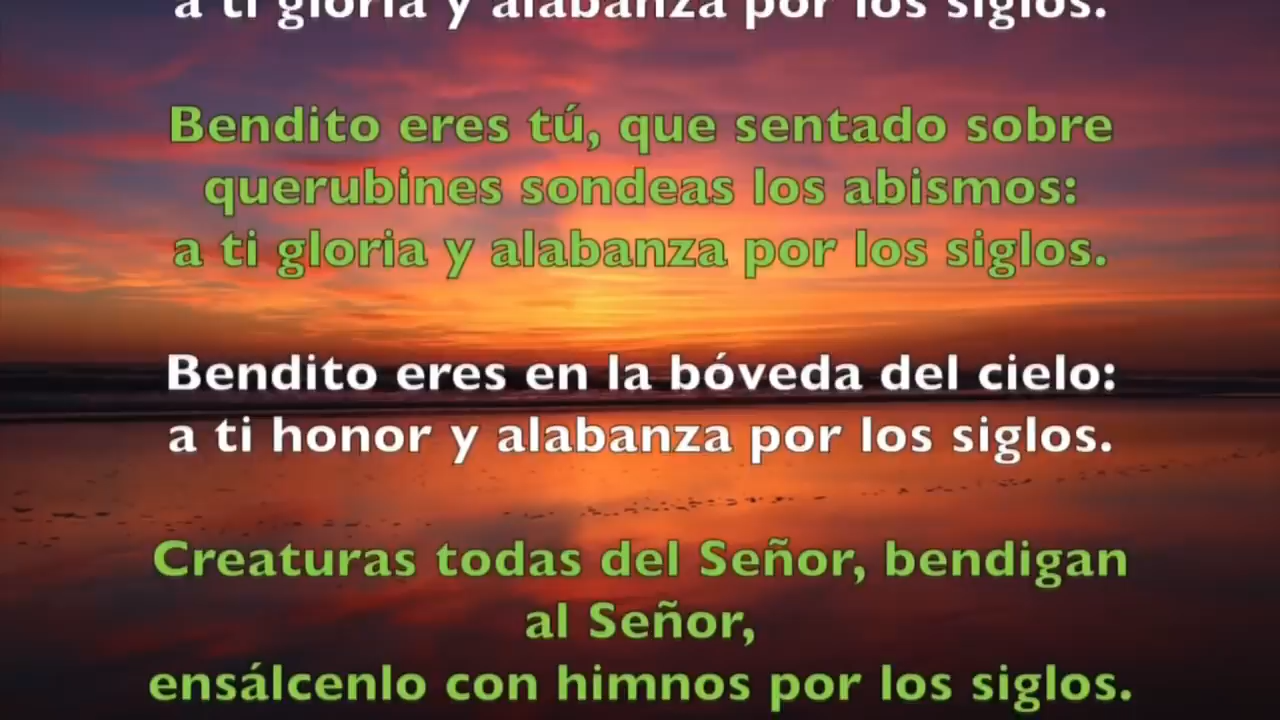 a ti gloria y alabanza por los siglos.
Bendito eres tú, que sentado sobre
querubines sondeas los abismos:
a ti gloria y alabanza por los siglos.
Bendito eres en la bóveda del cielo:
a ti honor y alabanza por los siglos.
Creaturas todas del Señor, bendigan
al Señor,
ensálcenlo con himnos por los siglos.